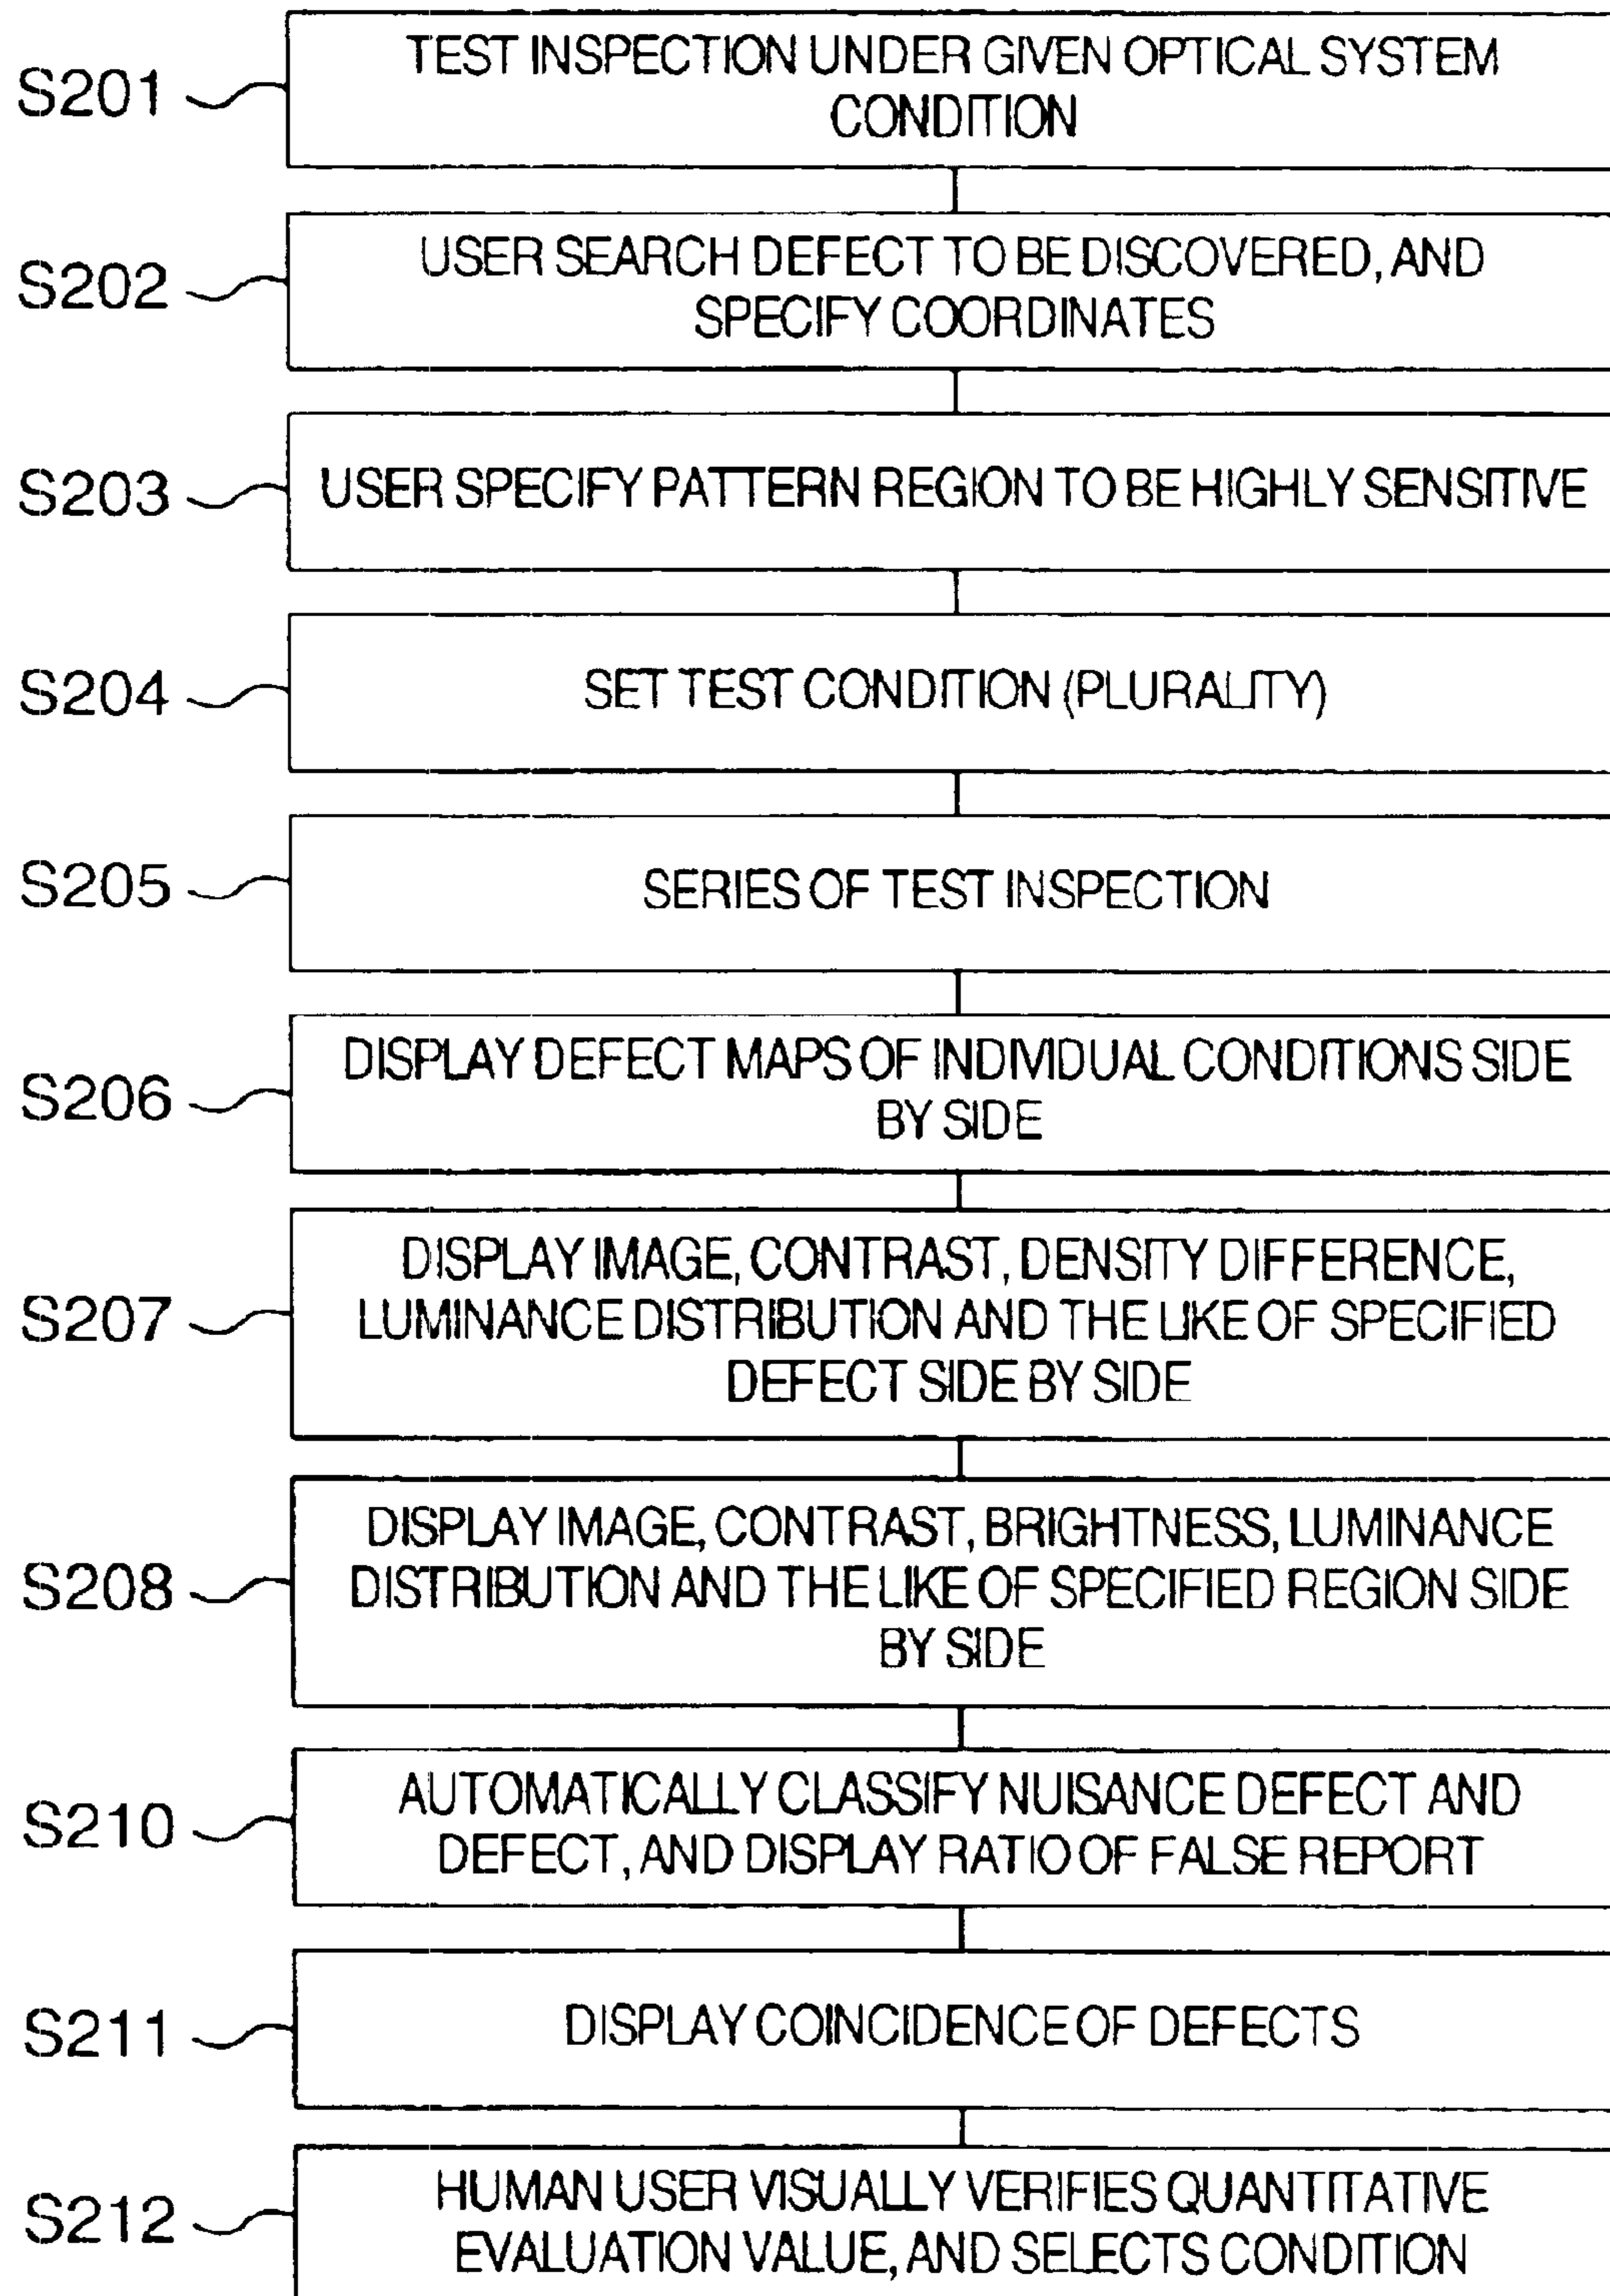 S201
TEST INSPECTION UNDER GIVEN OPTICAL SYSTEM
CONDITION
S202
USER SEARCH DEFECT TO BE DISCOVERED, AND
SPECIFY COORDINATES
S203
USER SPECIFY PATTERN REGION TO BE HIGHLY SENSITIVE
S204
SET TEST CONDITION (PLURALITY)
S205
SERIES OF TEST INSPECTION
S206
DISPLAY DEFECT MAPS OF INDIVIDUAL CONDITIONS SIDE
BY SIDE
S207
DISPLAY IMAGE, CONTRAST, DENSITY DIFFERENCE,
LUMINANCE DISTRIBUTION AND THE LIKE OF SPECIFIED
DEFECT SIDE BY SIDE
S208
DISPLAY IMAGE, CONTRAST, BRIGHTNESS, LUMINANCE
DISTRIBUTION AND THE LIKE OF SPECIFIED REGION SIDE
BY SIDE
S210
AUTOMATICALLY CLASSIFY NUISANCE DEFECT AND
DEFECT, AND DISPLAY RATIO OF FALSE REPORT
S211
DISPLAY COINCIDENCE OF DEFECTS
S212
HUMAN USER VISUALLY VERIFIES QUANTITATIVE
EVALUATION VALUE, AND SELECTS CONDITION